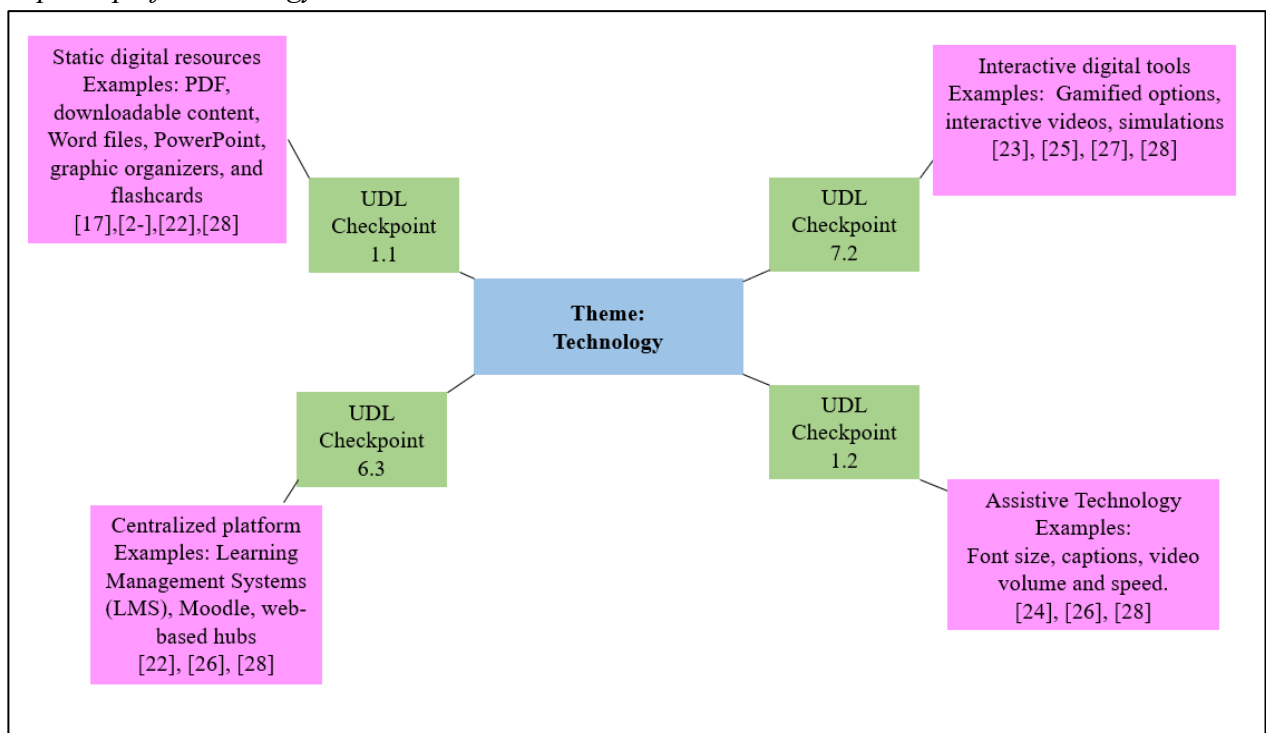 Static digital resources
Examples: PDF,
downloadable content,
Word files, PowerPoint,
graphic organizers, and
flashcards
[17],[2-],[22],[28]
UDL
Checkpoint
1.1
Interactive digital tools
Examples:  Gamified options,
interactive videos, simulations
[23], [25], [27], [28]
UDL
Checkpoint
7.2
Theme:
Technology
UDL
Checkpoint
6.3
Centralized platform
Examples: Learning
Management Systems
(LMS), Moodle, web-
based hubs
[22], [26], [28]
UDL
Checkpoint
1.2
Assistive Technology
Examples:
Font size, captions, video
volume and speed.
[24], [26], [28]